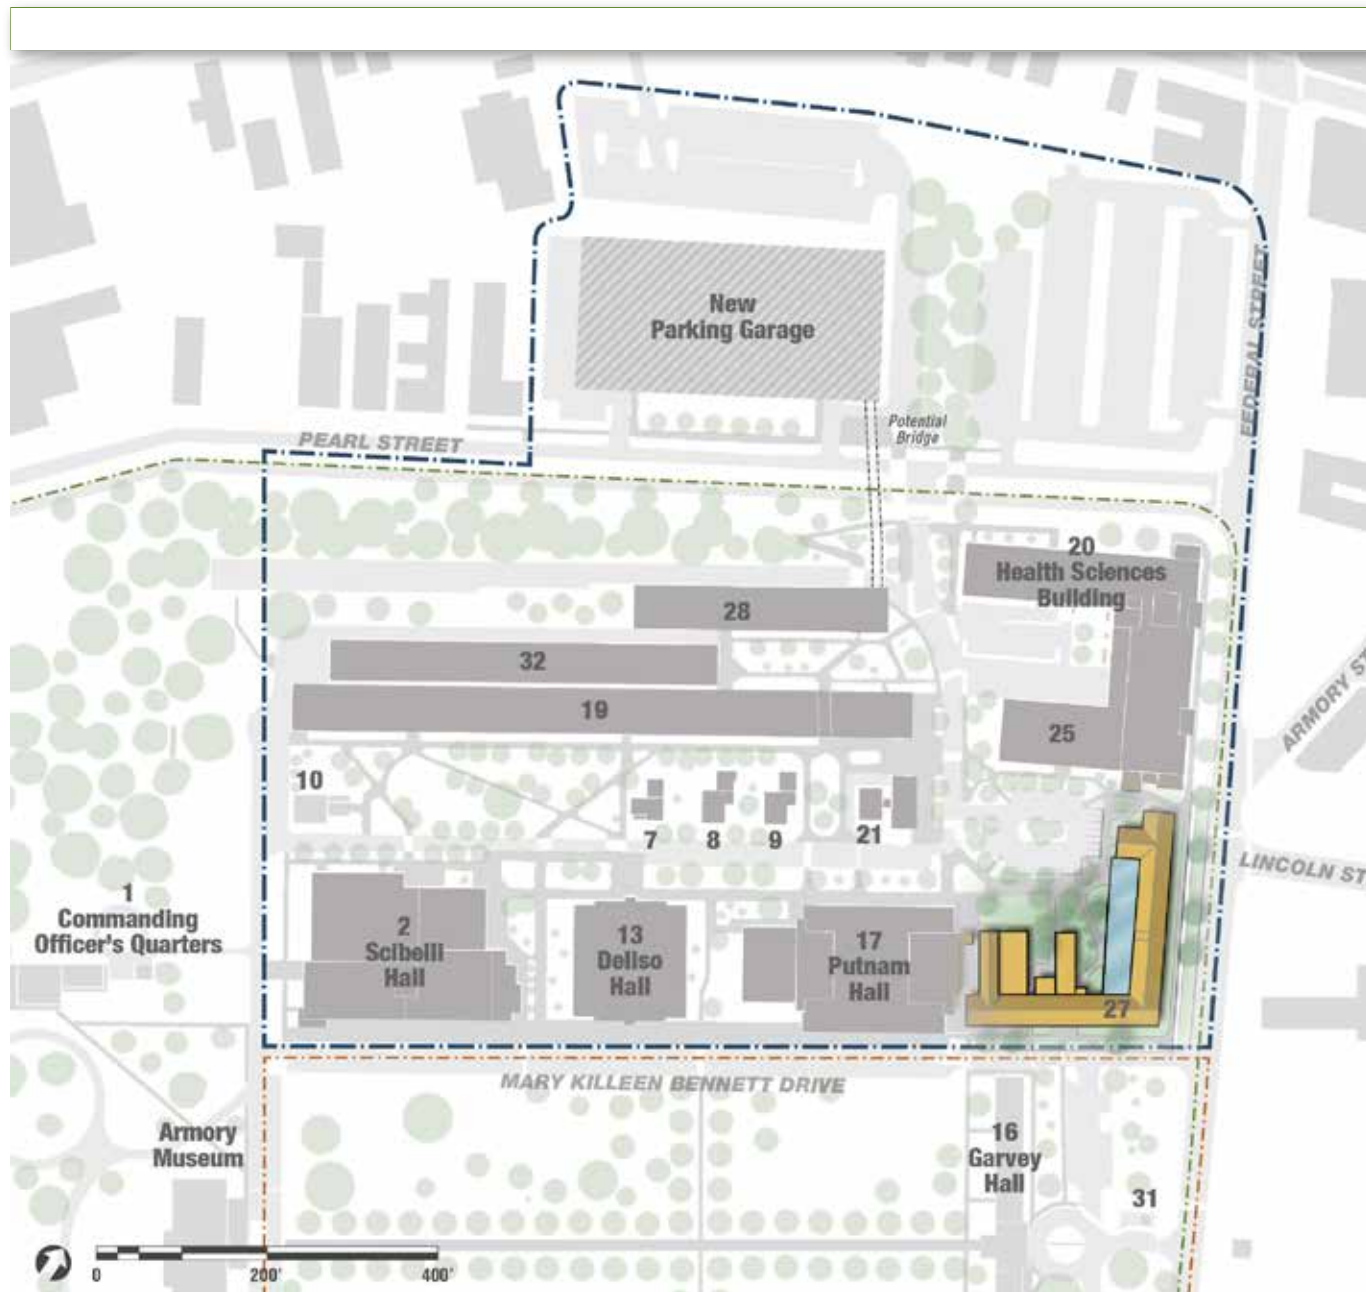 New
Parking Garage
FEDERAL STREET
Potential
Bridge
PEARL STREET
20
Health Sciences
Building
28
32
19
25
ARMORY ST
10
7
8
9
21
LINCOLN ST
1
Commanding
Officer's Quarters
2
Scibelli
Hall
13
Deliso
Hall
17
Putnam
Hall
27
MARY KILLEEN BENNETT DRIVE
Armory
Museum
16
Garvey
Hall
31
0
200'
400'